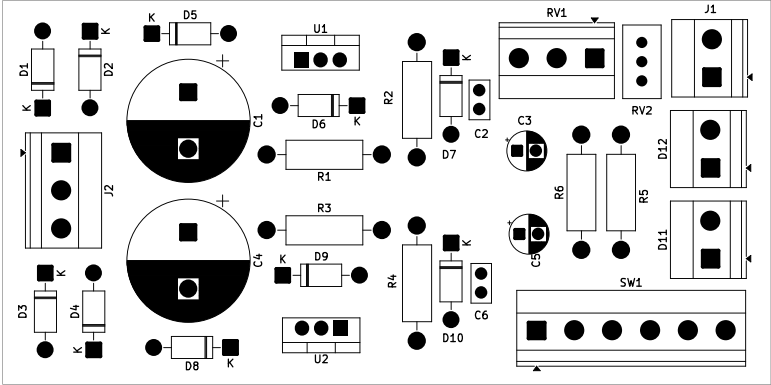 K
K
D5
U1
RV1
J1
D1
D2
K
R2
K
RV2
K
C1
D6
K
D7
C2
C3
+
+
D12
J2
R1
R6
R5
+
R3
D11
K
K
D9
K
C4
C5
SW1
D3
D4
R4
K
D8
K
U2
D10
C6